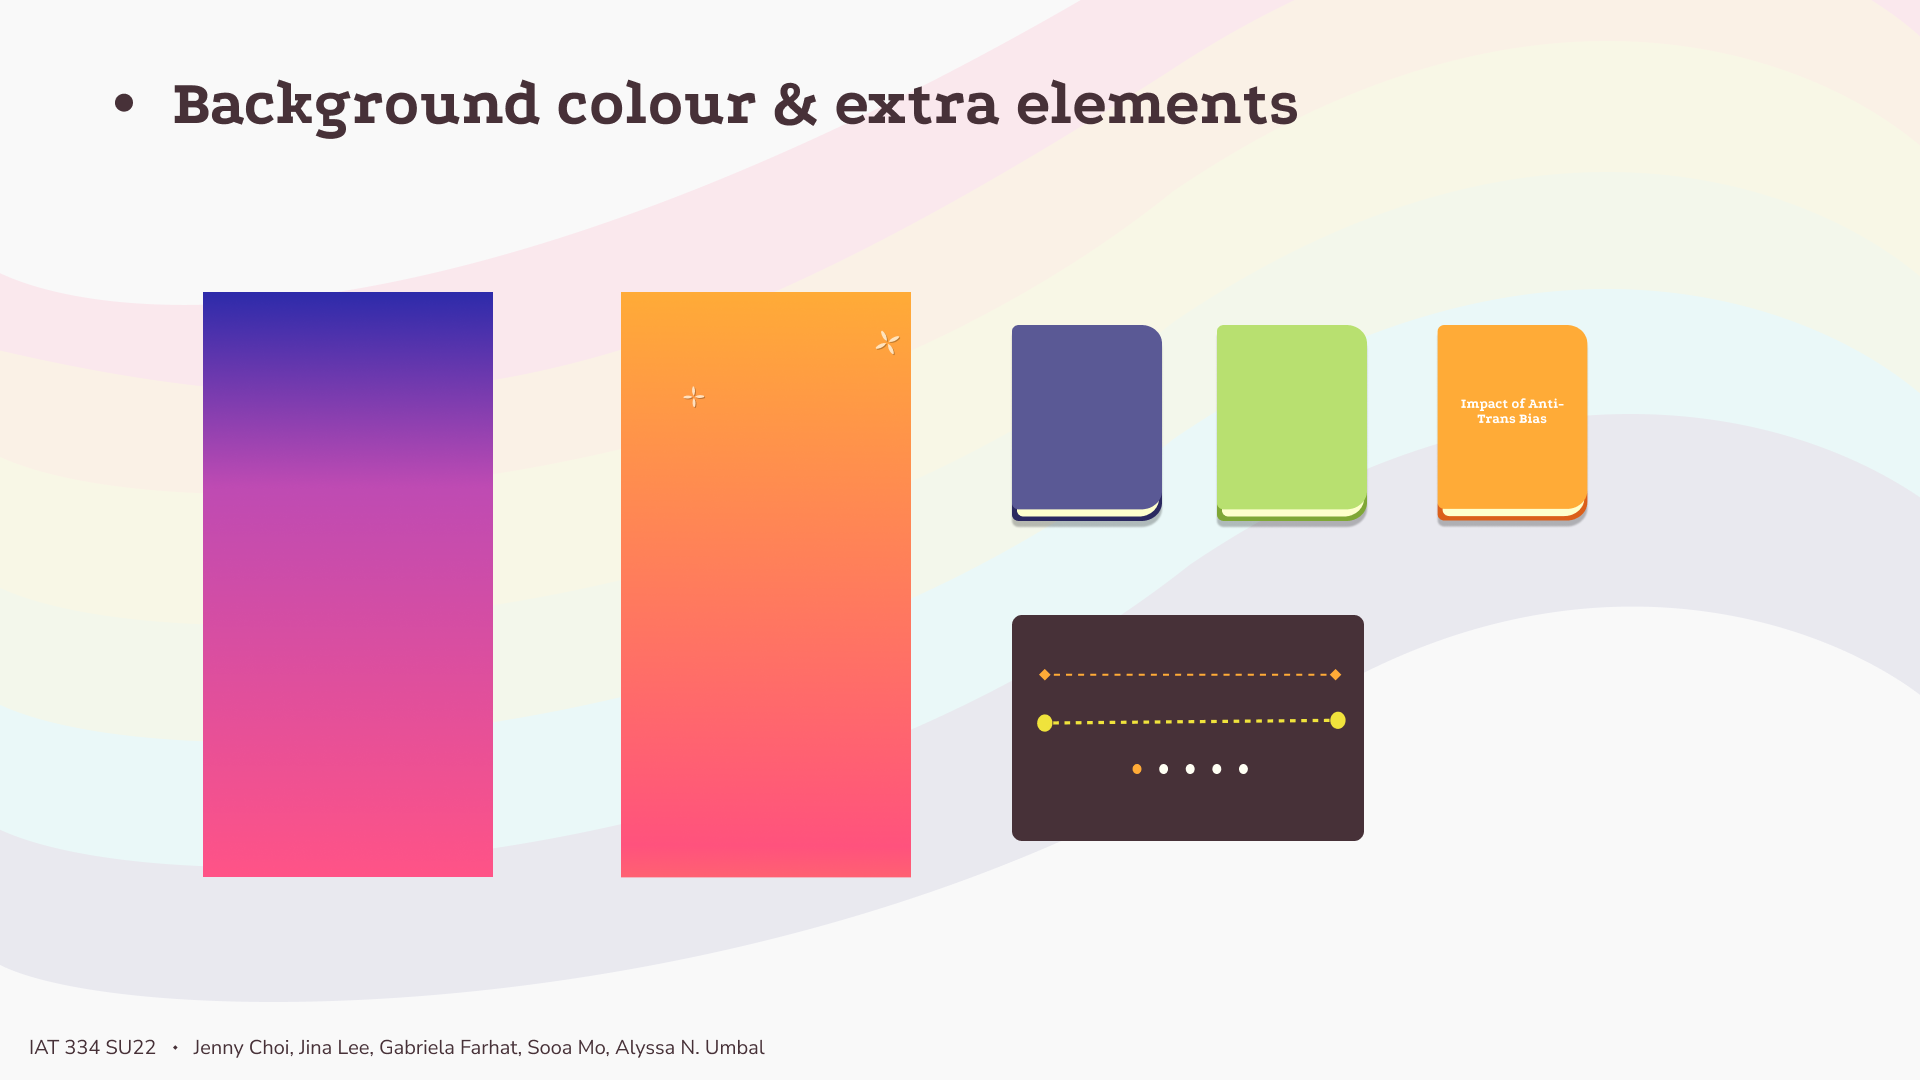 • Background colour & extra elements
Impact of Anti-
Trans Bias
IAT 334 SU22 • Jenny Choi, Jina Lee, Gabriela Farhat, Sooa Mo, Alyssa N. Umbal